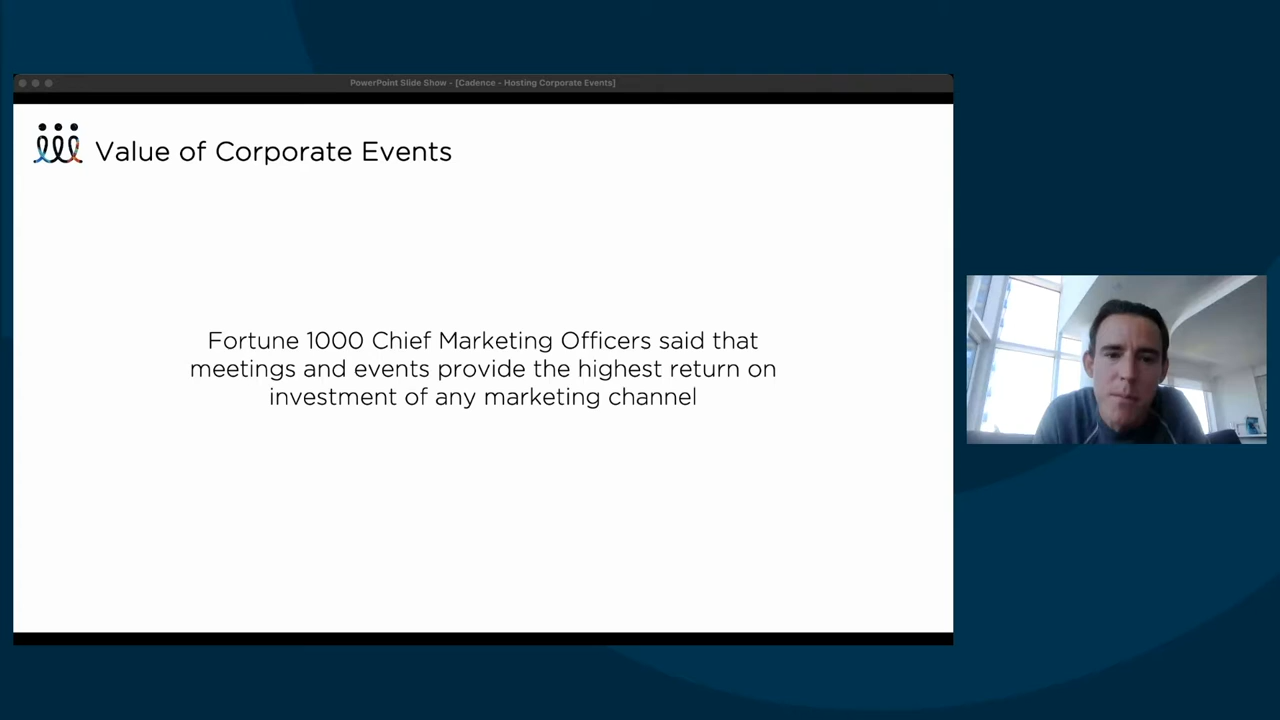 PowerPoint Slide Show - [Cadence - Hosting Corporate Events]
Value of Corporate Events
Fortune 1000 Chief Marketing Officers said that
meetings and events provide the highest return on
investment of any marketing channel